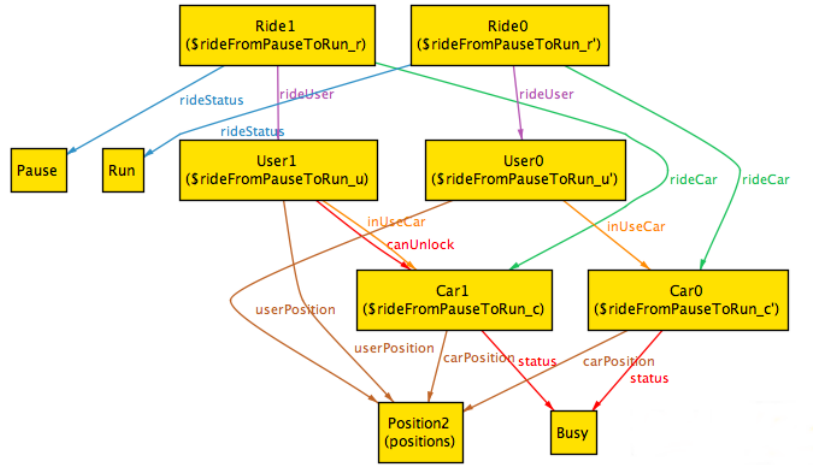 Ride1
($rideFromPauseToRun_r)
Ride0
($rideFromPauseToRun_r')
rideStatus
rideUser
rideUser
rideStatus
Pause
Run
User1
($rideFromPauseToRun_u)
User0
($rideFromPauseToRun_u')
rideCar
rideCar
inUseCar
canUnlock
inUseCar
Car1
($rideFromPauseToRun_c)
Car0
($rideFromPauseToRun_c')
userPosition
userPosition
carPosition
status
carPosition
status
Position2
(positions)
Busy